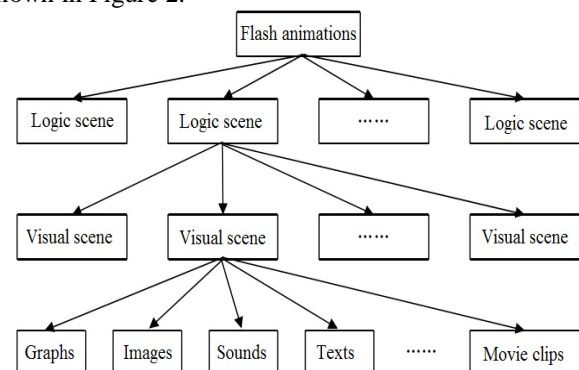 hown in Figure 2.
Flash animations
Logic scene Logic scene …… Logic scene
Visual scene Visual scene …… Visual scene
Graphs Images Sounds Texts …… Movie clips